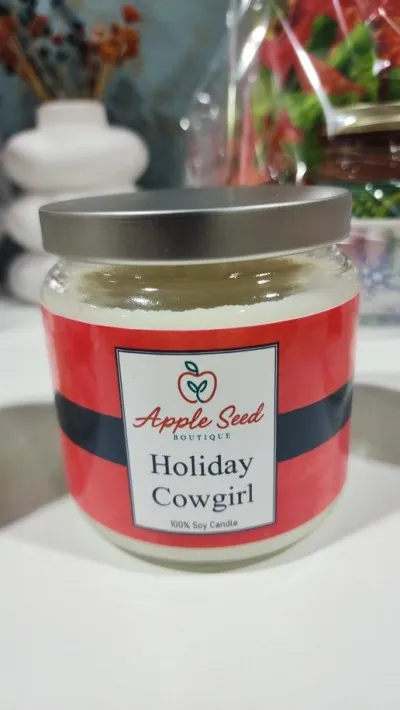 Apple Seed
BOUTIQUE
Holiday
Cowgirl
100% Soy Candle